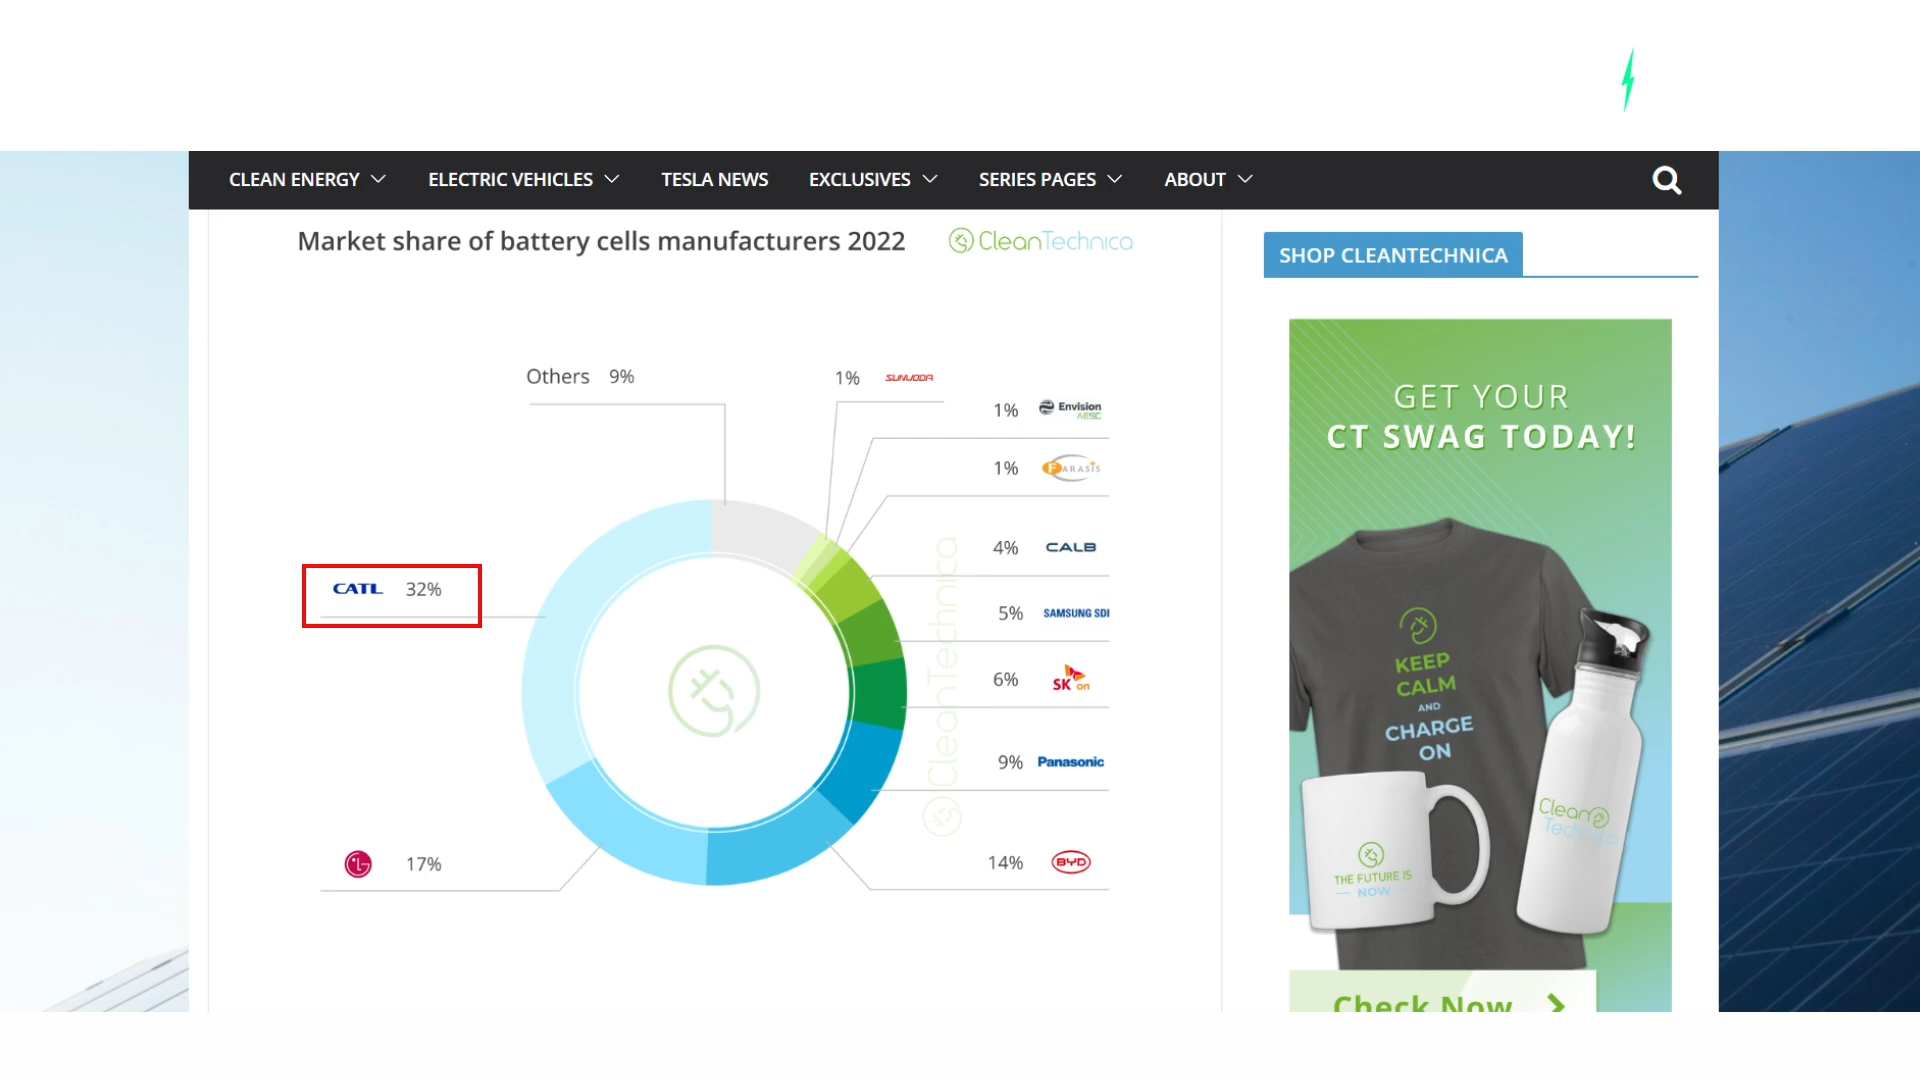 CLEAN ENERGY
ELECTRIC VEHICLES
TESLA NEWS
EXCLUSIVES
SERIES PAGES
ABOUT
Market share of battery cells manufacturers 2022
CleanTechnica
Others 9%
1% SUNWODA
1% Envision AESC
1% FARASIS
4% CALB
5% SAMSUNG SDI
6% SK on
9% Panasonic
14% BYD
CATL 32%
LG 17%
CleanTechnica
SHOP CLEANTECHNICA
GET YOUR
CT SWAG TODAY!
KEEP
CALM
AND
CHARGE
ON
CleanTechnica
THE FUTURE IS
NOW
Check Now